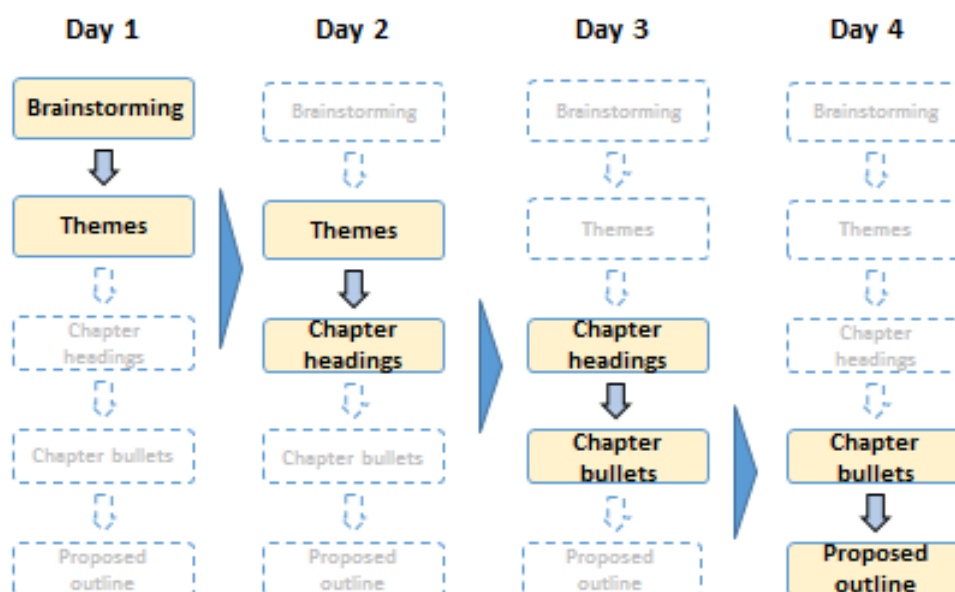 Day 1
Day 2
Day 3
Day 4
Brainstorming
Brainstorming
Brainstorming
Brainstorming
Themes
Themes
Themes
Themes
Chapter
headings
Chapter
headings
Chapter
headings
Chapter
headings
Chapter bullets
Chapter bullets
Chapter
bullets
Chapter
bullets
Proposed
outline
Proposed
outline
Proposed
outline
Proposed
outline